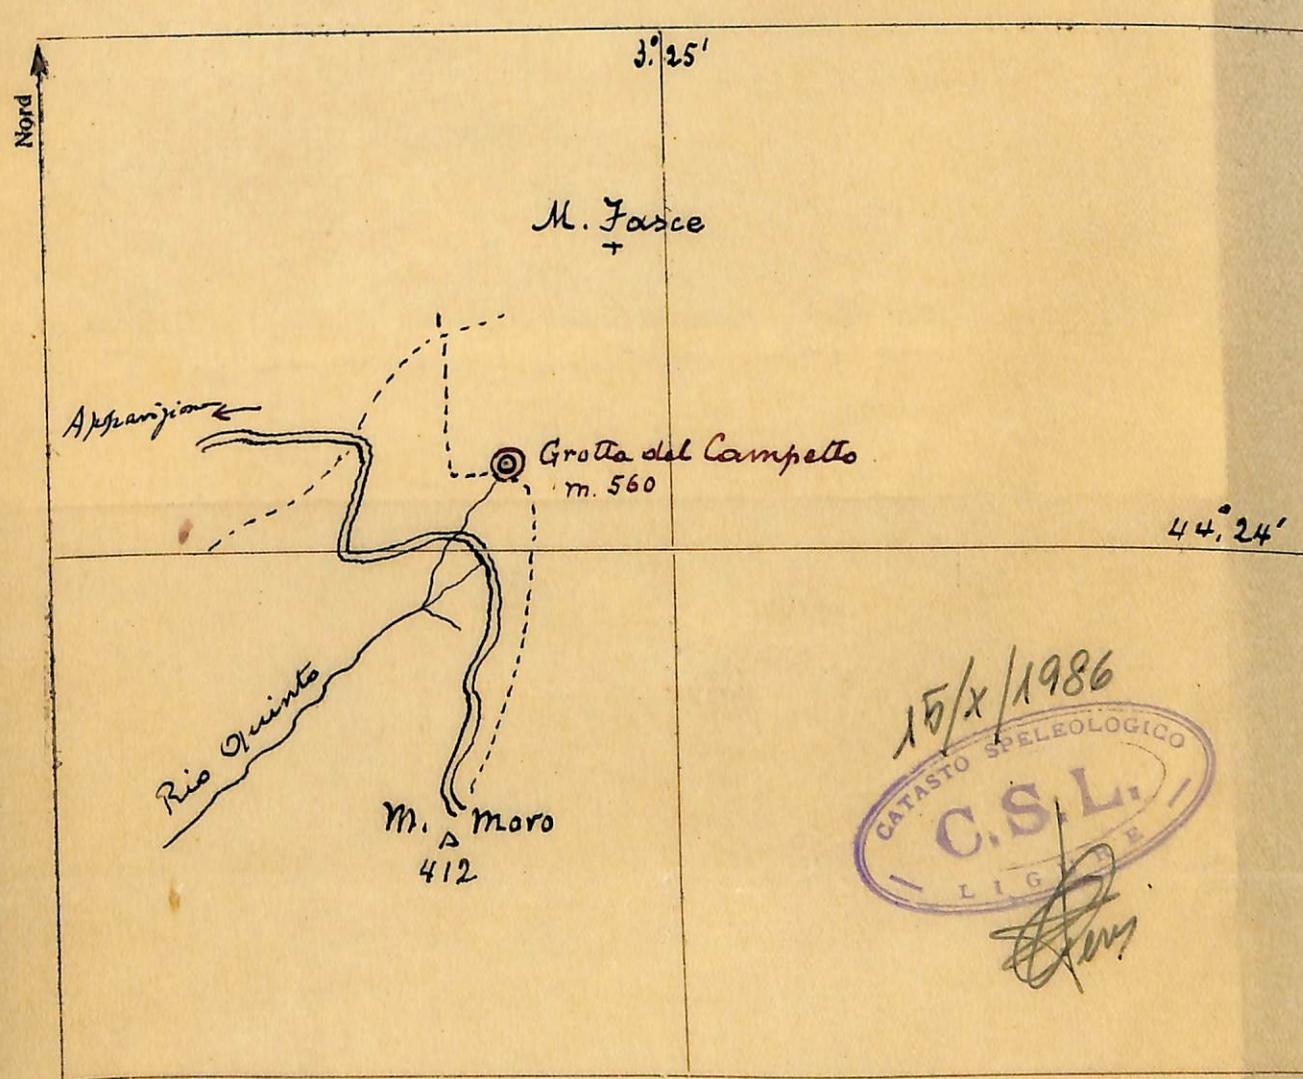 3.°25'
Nord
M. Fasce
Apparizione
Grotta del Campetto
m. 560
44.°24'
Rio Quinto
15/X/1986
CATASTO SPELEOLOGICO
C.S.L.
LIGURE
M. Moro
412